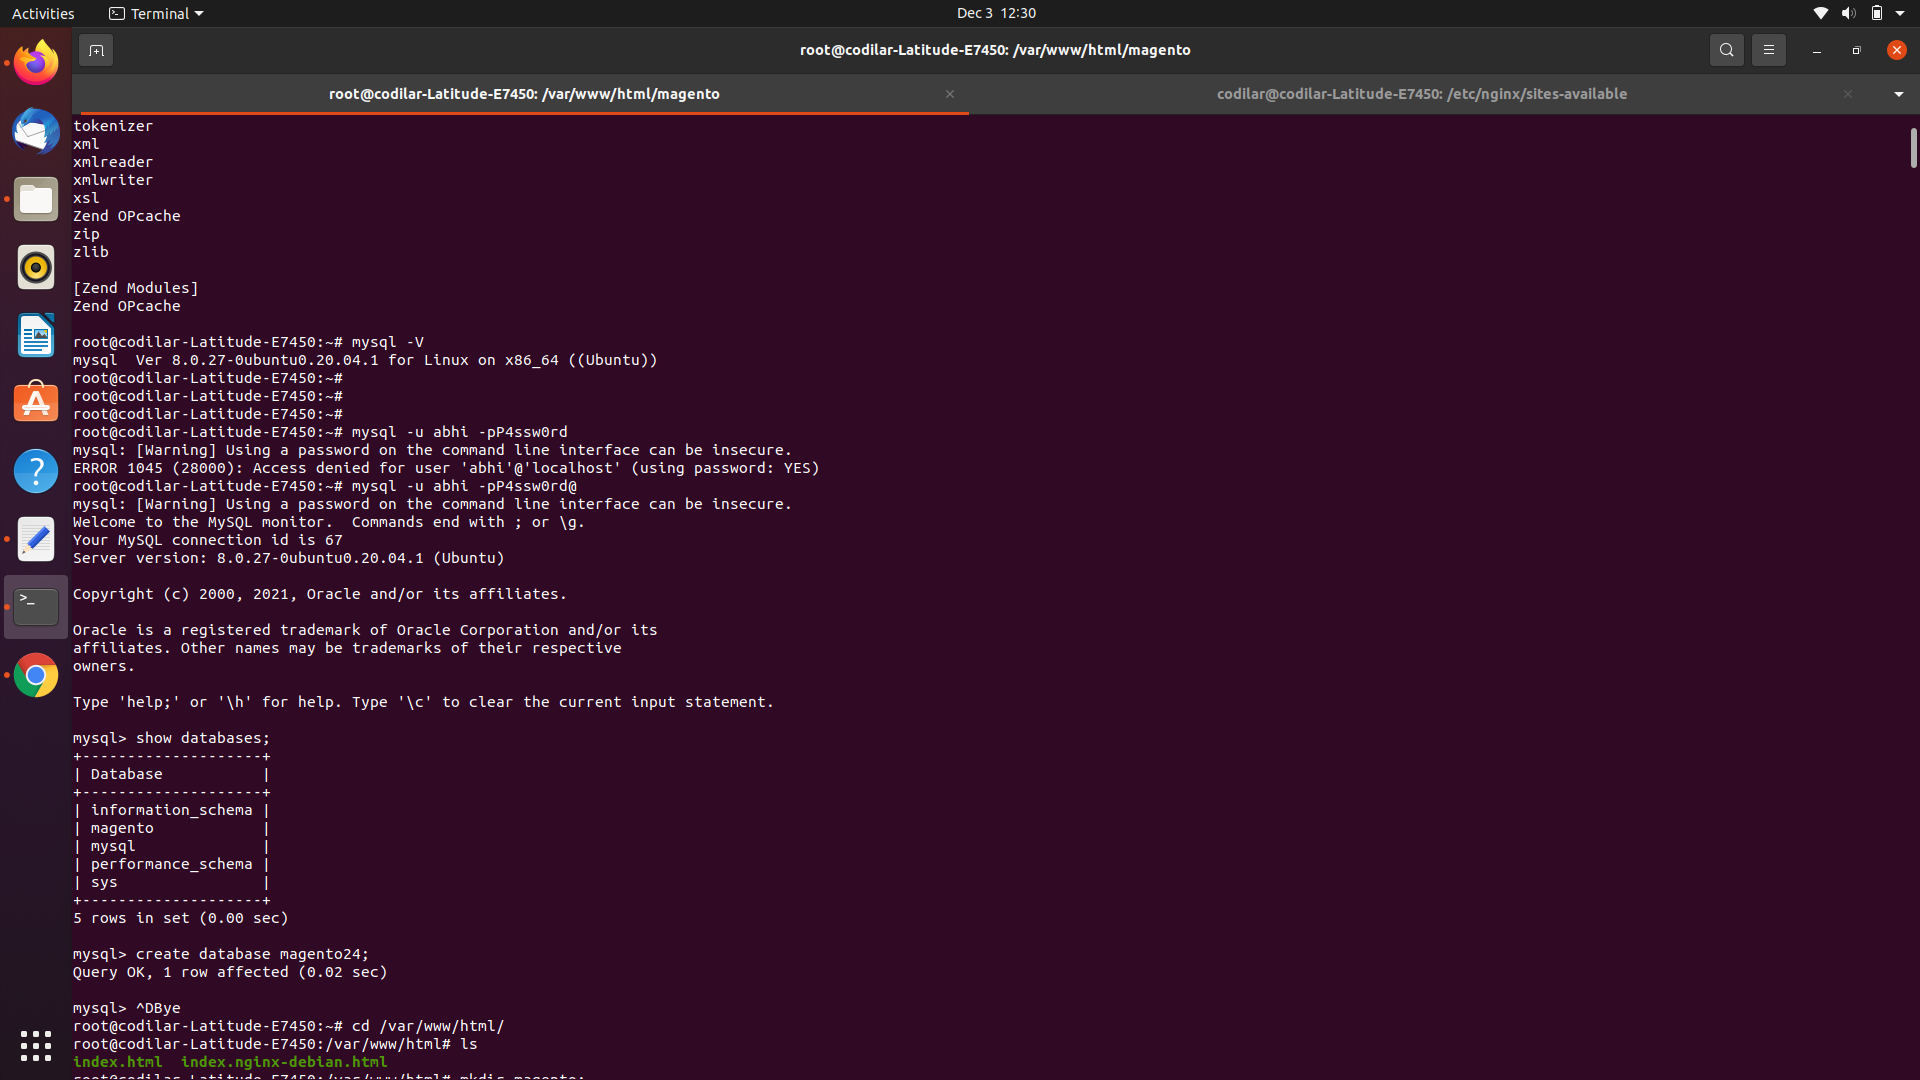 Activities Terminal Dec 3 12:30
root@codilar-Latitude-E7450: /var/www/html/magento
root@codilar-Latitude-E7450: /var/www/html/magento codilar@codilar-Latitude-E7450: /etc/nginx/sites-available
tokenizer
xml
xmlreader
xmlwriter
xsl
Zend OPcache
zip
zlib
[Zend Modules]
Zend OPcache
root@codilar-Latitude-E7450:~# mysql -V
mysql  Ver 8.0.27-0ubuntu0.20.04.1 for Linux on x86_64 ((Ubuntu))
root@codilar-Latitude-E7450:~#
root@codilar-Latitude-E7450:~#
root@codilar-Latitude-E7450:~#
root@codilar-Latitude-E7450:~# mysql -u abhi -pP4ssw0rd
mysql: [Warning] Using a password on the command line interface can be insecure.
ERROR 1045 (28000): Access denied for user 'abhi'@'localhost' (using password: YES)
root@codilar-Latitude-E7450:~# mysql -u abhi -pP4ssw0rd@
mysql: [Warning] Using a password on the command line interface can be insecure.
Welcome to the MySQL monitor.  Commands end with ; or \g.
Your MySQL connection id is 67
Server version: 8.0.27-0ubuntu0.20.04.1 (Ubuntu)
Copyright (c) 2000, 2021, Oracle and/or its affiliates.
Oracle is a registered trademark of Oracle Corporation and/or its
affiliates. Other names may be trademarks of their respective
owners.
Type 'help;' or '\h' for help. Type '\c' to clear the current input statement.
mysql> show databases;
+--------------------+
| Database           |
+--------------------+
| information_schema |
| magento            |
| mysql              |
| performance_schema |
| sys                |
+--------------------+
5 rows in set (0.00 sec)
mysql> create database magento24;
Query OK, 1 row affected (0.02 sec)
mysql> ^DBye
root@codilar-Latitude-E7450:~# cd /var/www/html/
root@codilar-Latitude-E7450:/var/www/html# ls
index.html  index.nginx-debian.html
root@codilar-Latitude-E7450:/var/www/html# mkdir magento;